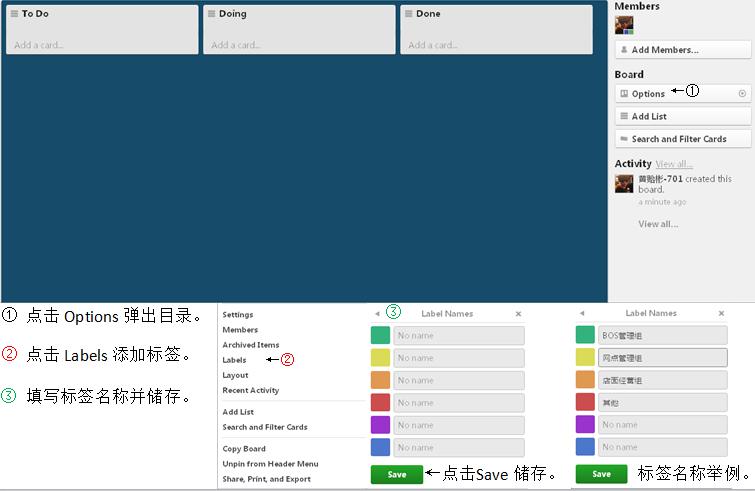 To Do
Doing
Done
Add a card...
Add a card...
Add a card...
Members
Add Members...
Board
Options
←①
Add List
Search and Filter Cards
Activity View all...
黄贻彬-701 created this
board.
a minute ago
View all...
① 点击 Options 弹出目录。
② 点击 Labels 添加标签。
③ 填写标签名称并储存。
Settings
Members
Archived Items
Labels ←②
Layout
Recent Activity
Add List
Search and Filter Cards
Copy Board
Unpin from Header Menu
Share, Print, and Export
③ Label Names
No name
No name
No name
No name
No name
No name
Save ←点击Save 储存。
Label Names
BOS管理组
网点管理组
店面经营组
其他
No name
No name
Save 标签名称举例。